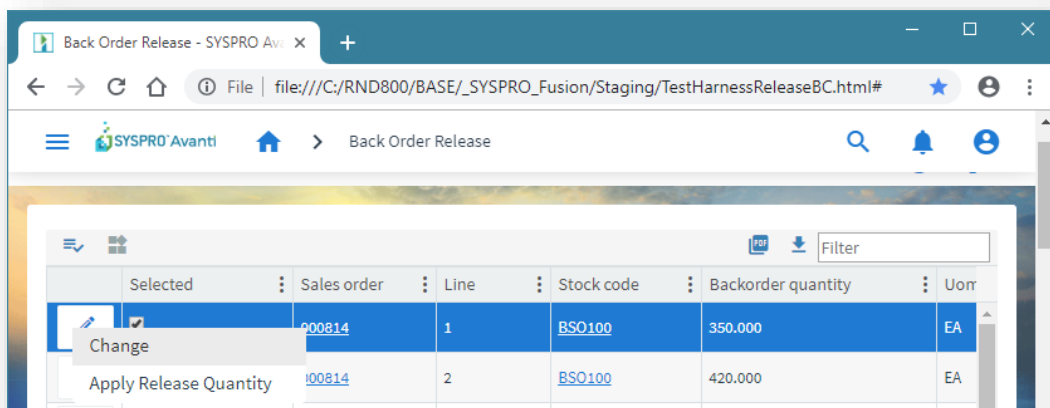 Back Order Release - SYSPRO Ava
File | file:///C:/RND800/BASE/_SYSPRO_Fusion/Staging/TestHarnessReleaseBC.html#
SYSPRO Avanti > Back Order Release
PDF Filter
Selected Sales order Line Stock code Backorder quantity Uom
000814 1 BSO100 350.000 EA
Change
000814 2 BSO100 420.000 EA
Apply Release Quantity